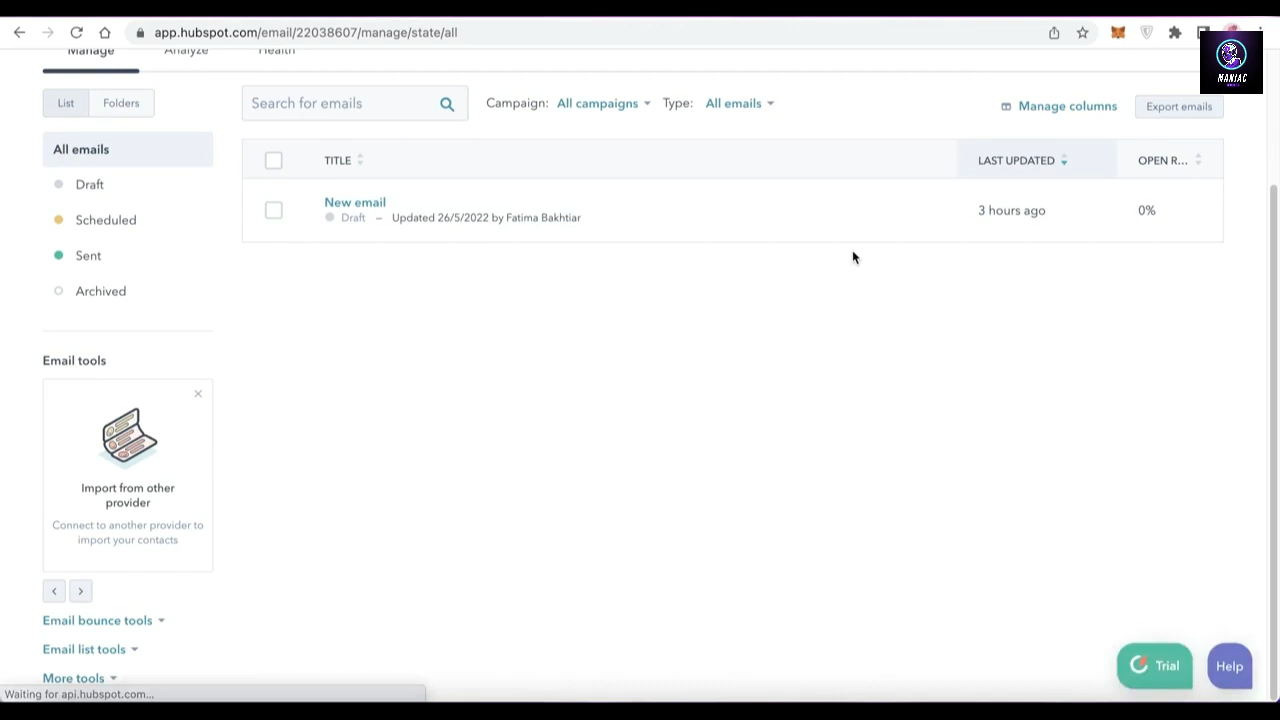 app.hubspot.com/email/22038607/manage/state/all
MANIAC
Manage Analyze Health
List Folders
Search for emails
Campaign: All campaigns Type: All emails
Manage columns
Export emails
All emails
Draft
Scheduled
Sent
Archived
TITLE LAST UPDATED OPEN R...
New email
Draft – Updated 26/5/2022 by Fatima Bakhtiar
3 hours ago 0%
Email tools
Import from other
provider
Connect to another provider to
import your contacts
Email bounce tools
Email list tools
More tools
Waiting for api.hubspot.com...
Trial
Help